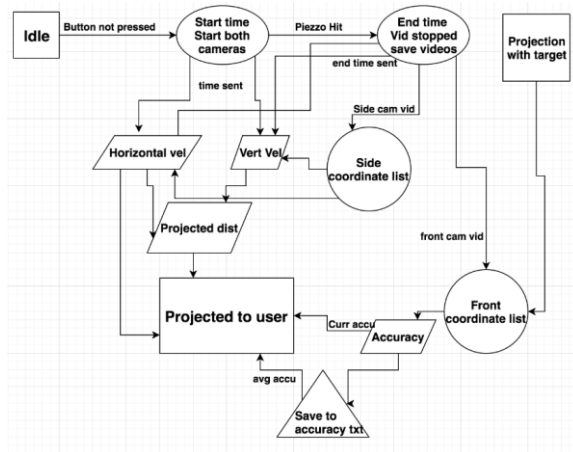 Idle
Button not pressed
Start time
Start both
cameras
Piezzo Hit
End time
Vid stopped
save videos
Projection
with target
time sent
end time sent
Side cam vid
Horizontal vel
Vert Vel
Side
coordinate list
Projected dist
front cam vid
Projected to user
Curr accu
Accuracy
Front
coordinate list
avg accu
Save to
accuracy txt